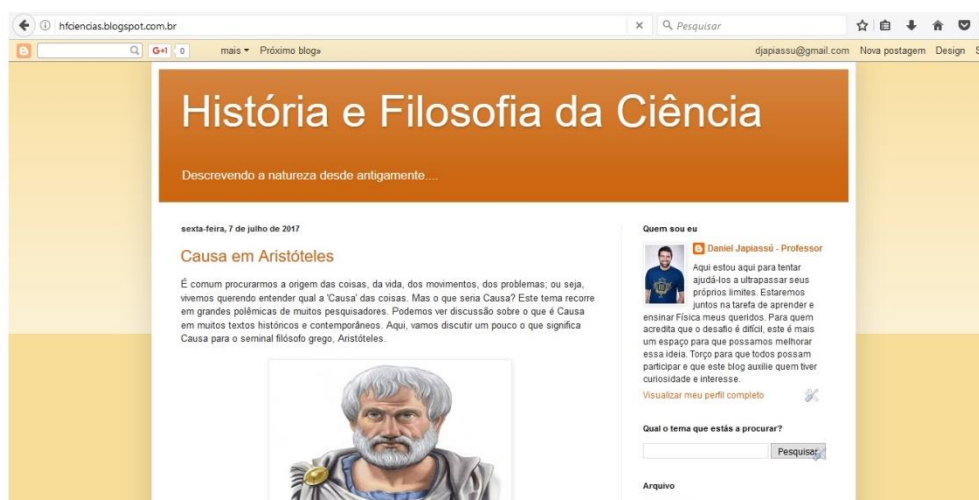 hfciencias.blogspot.com.br
Pesquisar
G+1 0 mais Próximo blog»
djapiassu@gmail.com Nova postagem Design S
História e Filosofia da Ciência
Descrevendo a natureza desde antigamente....
sexta-feira, 7 de julho de 2017
Causa em Aristóteles
É comum procurarmos a origem das coisas, da vida, dos movimentos, dos problemas; ou seja,
vivemos querendo entender qual a 'Causa' das coisas. Mas o que seria Causa? Este tema recorre
em grandes polêmicas de muitos pesquisadores. Podemos ver discussão sobre o que é Causa
em muitos textos históricos e contemporâneos. Aqui, vamos discutir um pouco o que significa
Causa para o seminal filósofo grego, Aristóteles.
Quem sou eu
Daniel Japiassú - Professor
Aqui estou aqui para tentar
ajudá-los a ultrapassar seus
próprios limites. Estaremos
juntos na tarefa de aprender e
ensinar Física meus queridos. Para quem
acredita que o desafio é difícil, este é mais
um espaço para que possamos melhorar
essa ideia. Torço para que todos possam
participar e que este blog auxilie quem tiver
curiosidade e interesse.
Visualizar meu perfil completo
Qual o tema que estás a procurar?
Pesquisar
Arquivo